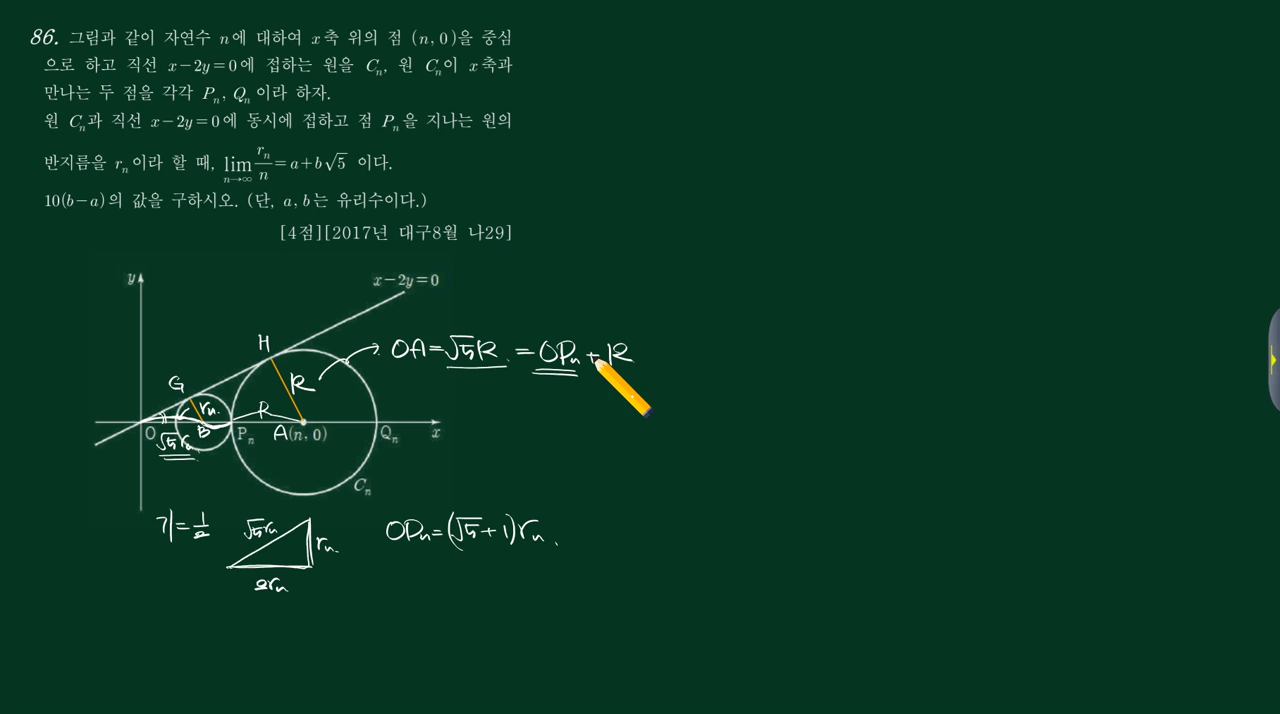 86. 그림과 같이 자연수 n에 대하여 x축 위의 점 (n, 0)을 중심
으로 하고 직선 x-2y=0에 접하는 원을 Cₙ, 원 Cₙ이 x축과
만나는 두 점을 각각 Pₙ, Qₙ이라 하자.
원 Cₙ과 직선 x-2y=0에 동시에 접하고 점 Pₙ을 지나는 원의
반지름을 rₙ이라 할 때, lim n→∞ rₙ/n = a+b√5 이다.
10(b-a)의 값을 구하시오. (단, a, b는 유리수이다.)
[4점][2017년 대구8월 나29]
y
x-2y=0
H
OA=√5R = OPₙ + R
G
R
rₙ.
R
O
B
Pₙ
A(n, 0)
Qₙ
x
√5rₙ
Cₙ
기=1/2
√5rₙ
rₙ
2rₙ
OPₙ=(√5+1)rₙ.